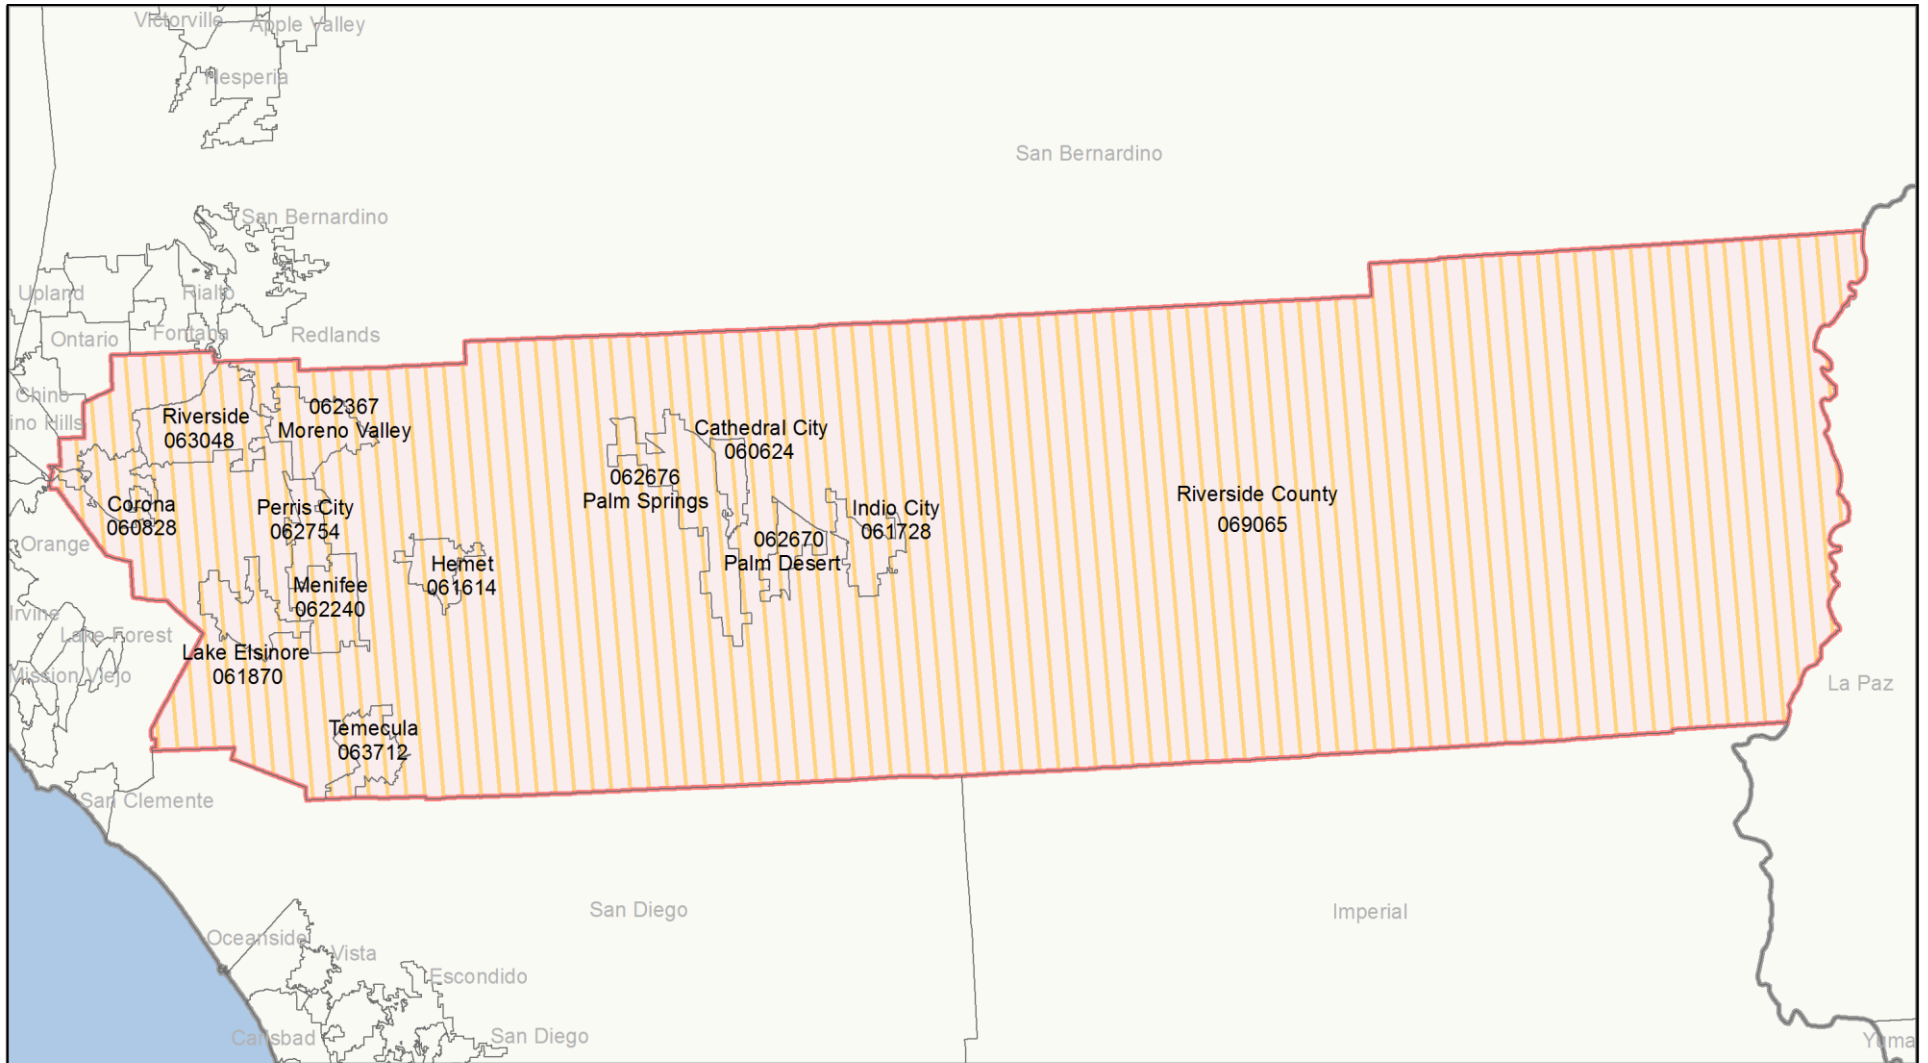 Victorville
Apple Valley
Hesperia
San Bernardino
San Bernardino
Upland
Rialto
Ontario
Fontana
Redlands
Chino
ino Hills
Riverside
063048
062367
Moreno Valley
Cathedral City
060624
062676
Palm Springs
Corona
060828
Perris City
062754
Indio City
061728
Riverside County
069065
062670
Palm Desert
Orange
Hemet
061614
Menifee
062240
Irvine
Lake Forest
Lake Elsinore
061870
Mission Viejo
La Paz
Temecula
063712
San Clemente
San Diego
Imperial
Oceanside
Vista
Escondido
Carlsbad
San Diego
Yuma